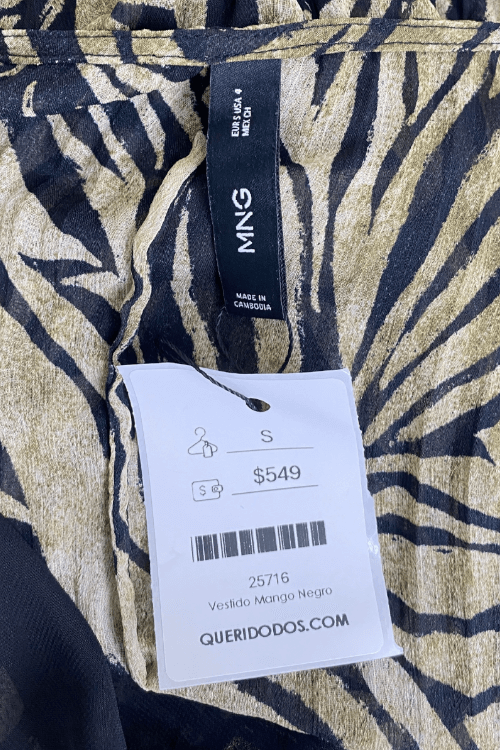 EUR S USA 4
MEX CH
MNG
MADE IN
CAMBODIA
S
$549
25716
Vestido Mango Negro
QUERIDODOS.COM